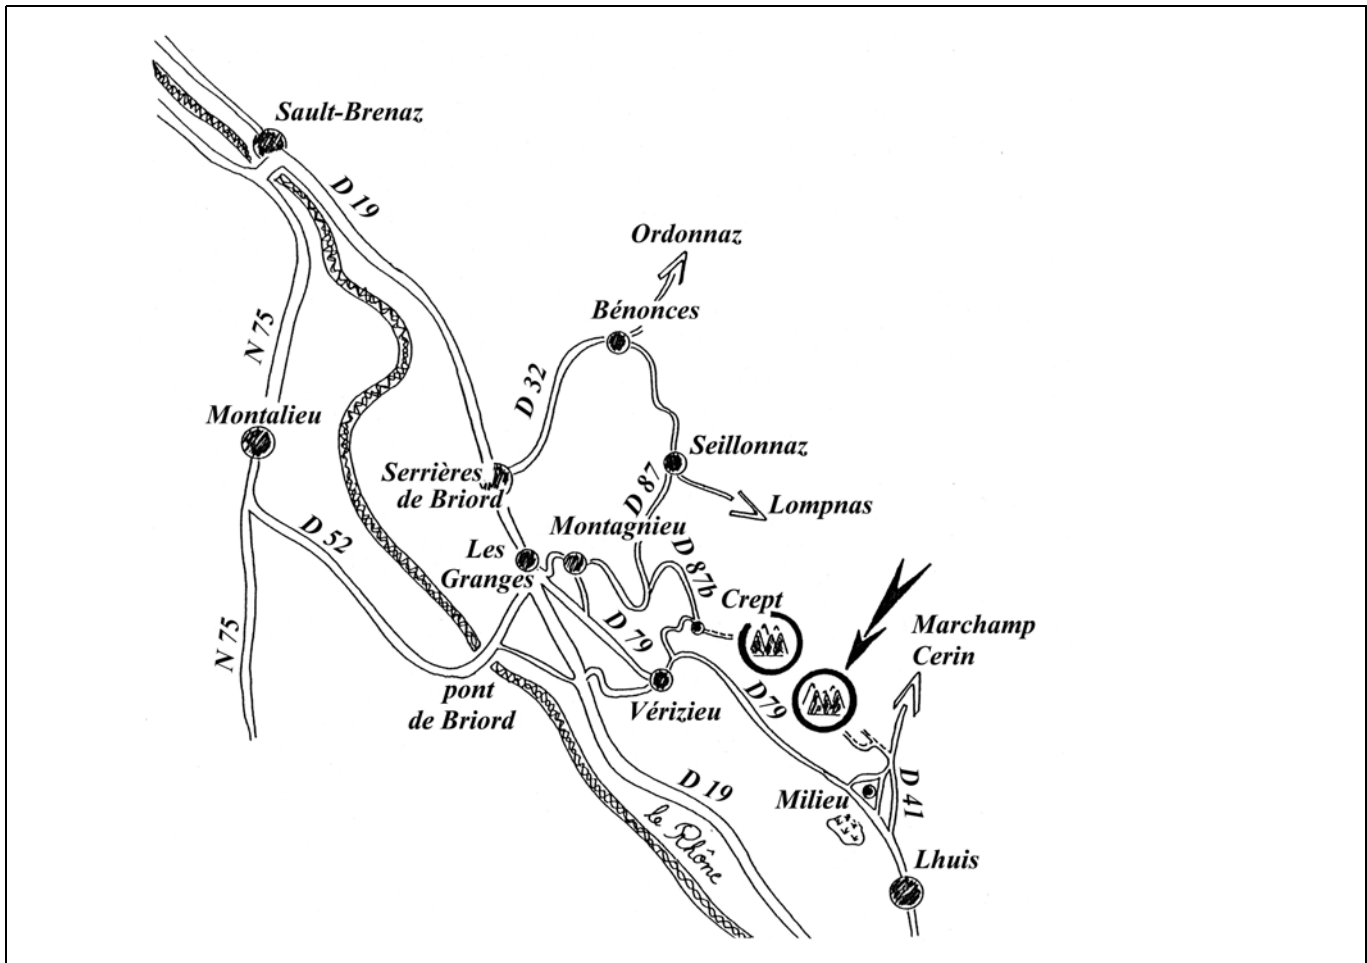 Sault-Brenaz
D 19
Ordonnaz
Bénonces
N 75
D 32
Montalieu
Seillonnaz
Serrières
de Briord
D 87
Lompnas
Montagnieu
D 52
Les
Granges
D 87b
Crept
Marchamp
Cerin
N 75
D 79
pont
de Briord
Vérizieu
D79
D 19
Milieu
D 41
le Rhône
Lhuis